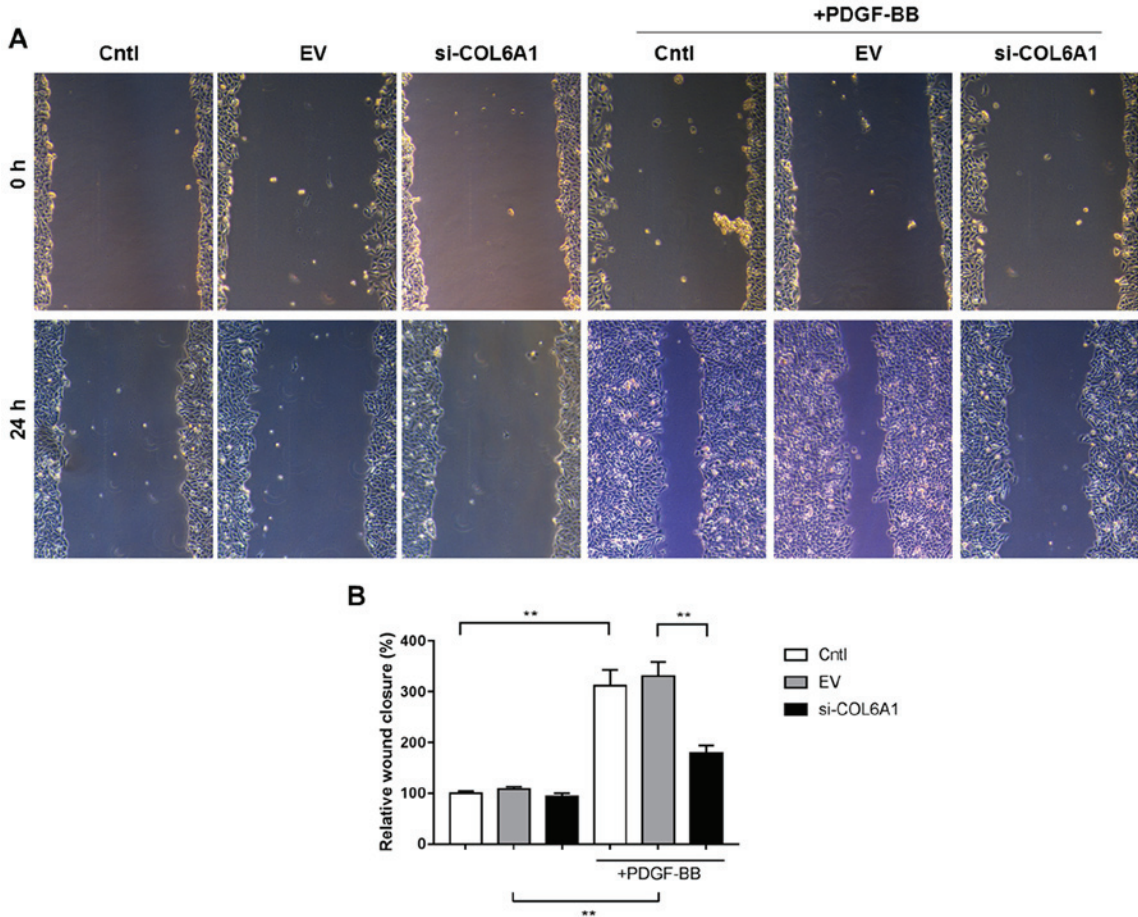 +PDGF-BB
A
Cntl EV si-COL6A1 Cntl EV si-COL6A1
0 h
24 h
B
** **
400
300
200
100
0
Relative wound closure (%)
Cntl
EV
si-COL6A1
+PDGF-BB
**